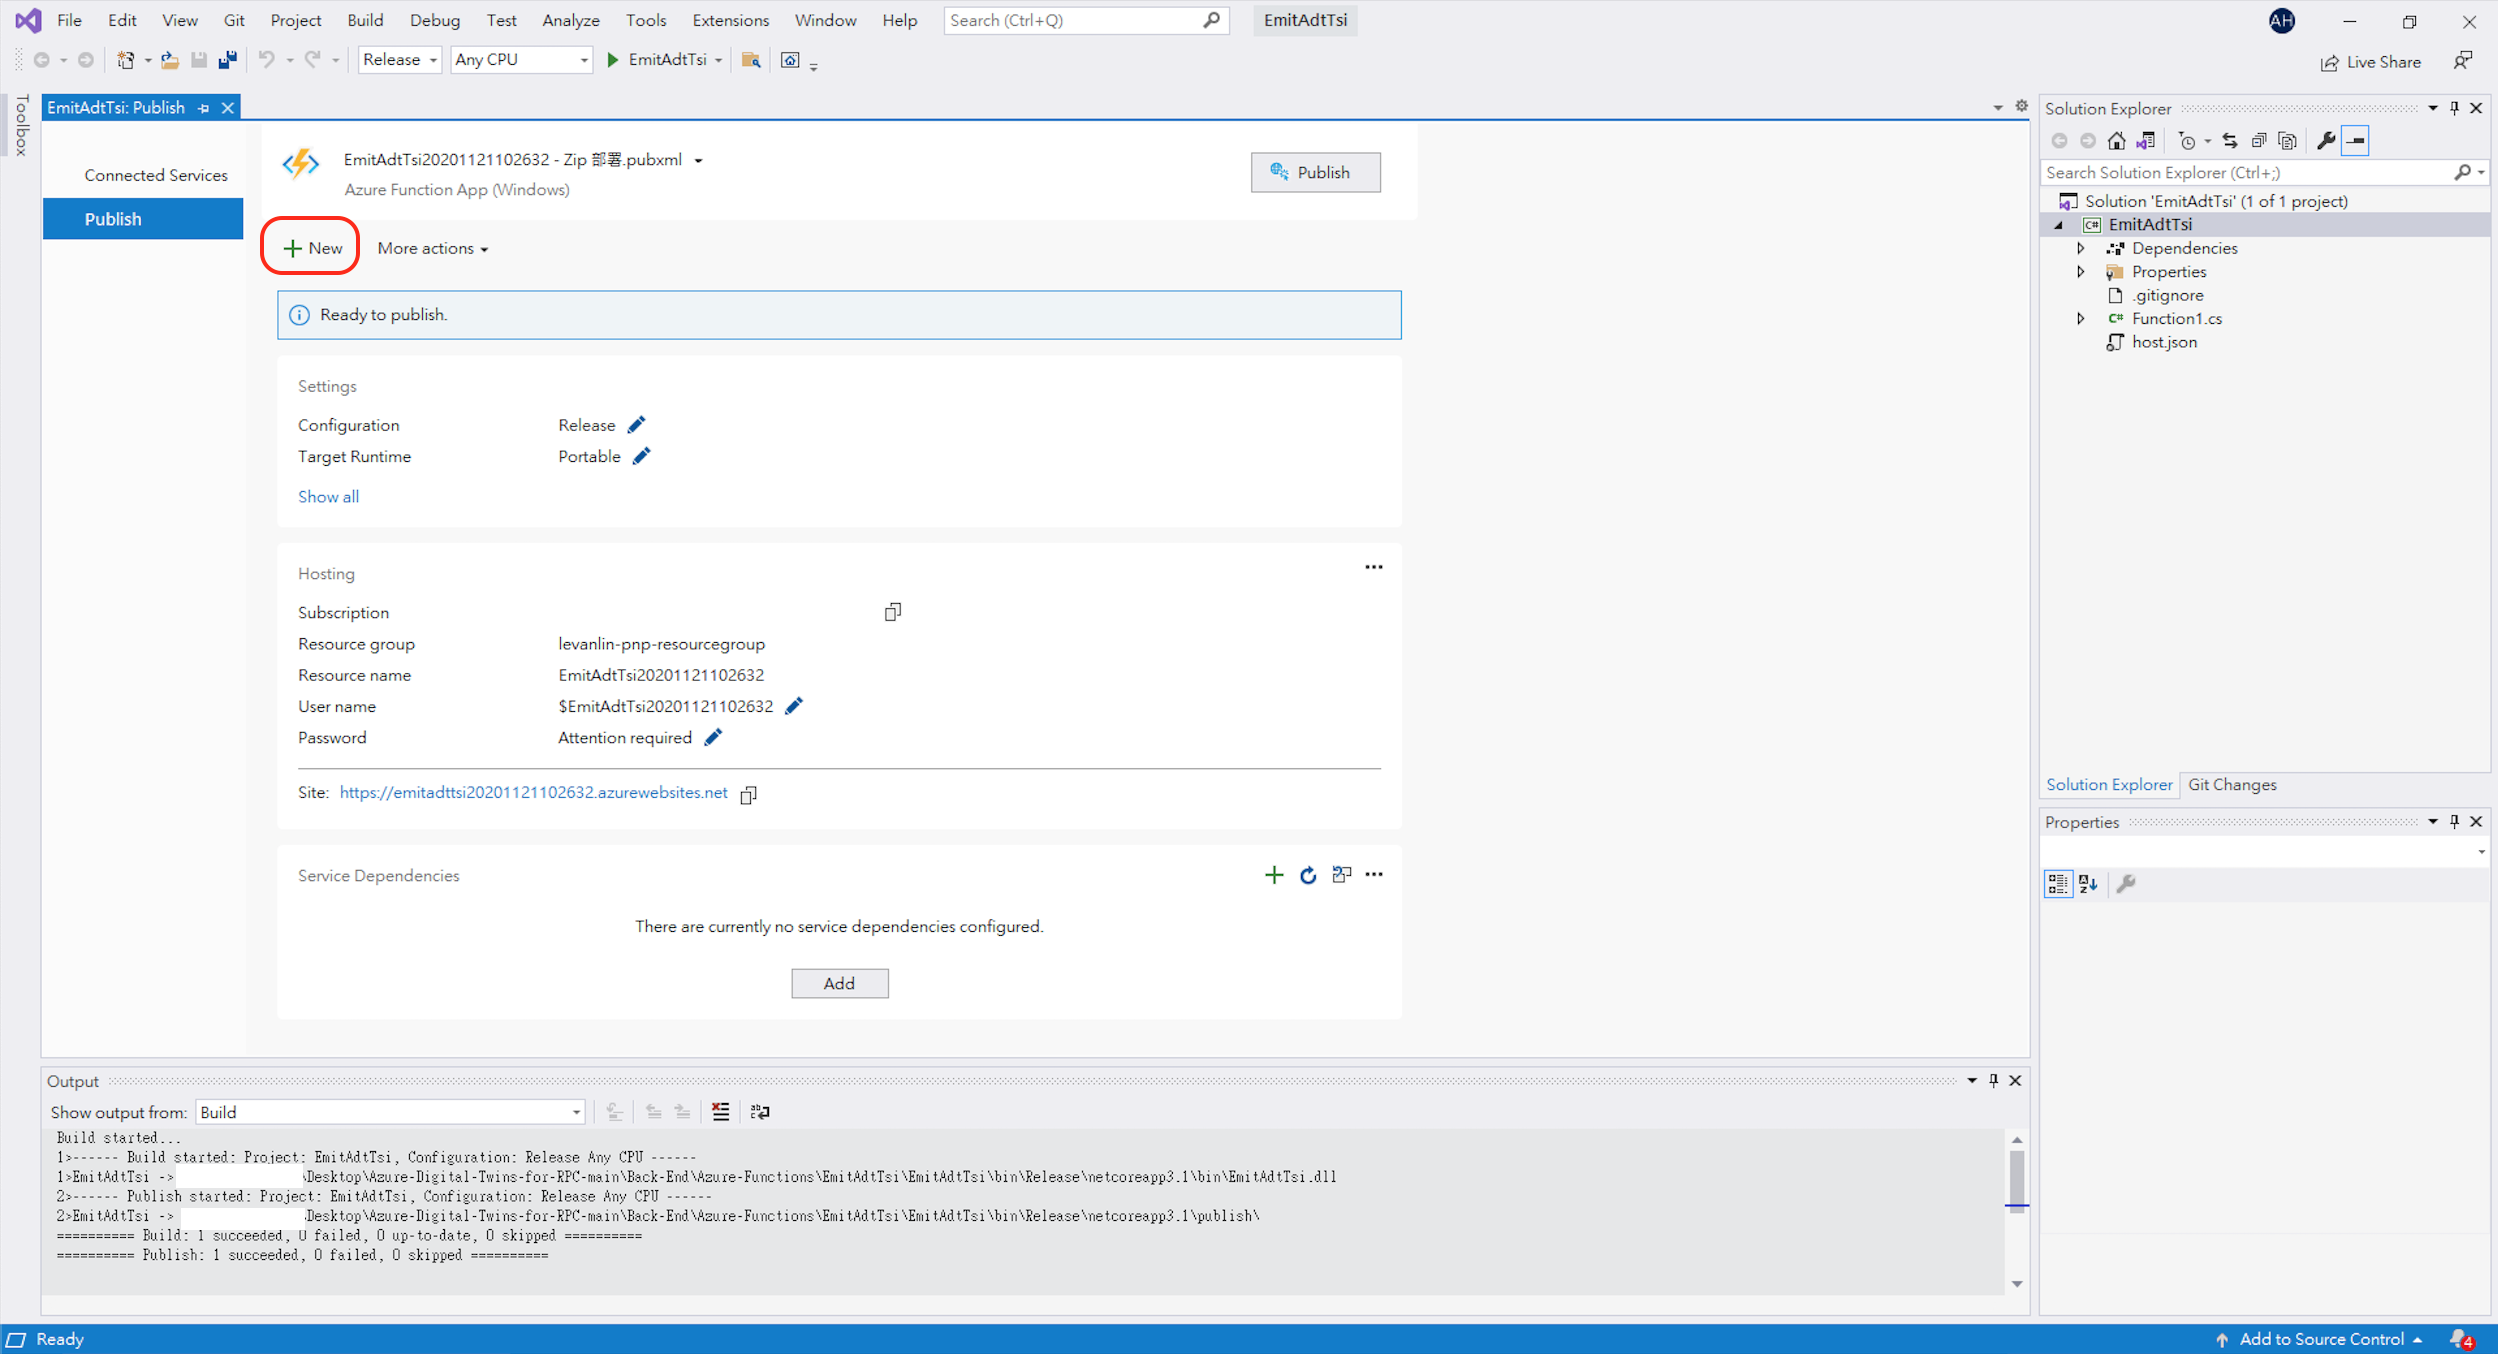 File Edit View Git Project Build Debug Test Analyze Tools Extensions Window Help Search (Ctrl+Q) EmitAdtTsi AH
Release Any CPU EmitAdtTsi Live Share
Toolbox
EmitAdtTsi: Publish
Connected Services
Publish
EmitAdtTsi20201121102632 - Zip 部署.pubxml
Azure Function App (Windows)
Publish
New More actions
Ready to publish.
Settings
Configuration Release
Target Runtime Portable
Show all
Hosting
Subscription
Resource group levanlin-pnp-resourcegroup
Resource name EmitAdtTsi20201121102632
User name $EmitAdtTsi20201121102632
Password Attention required
Site: https://emitadttsi20201121102632.azurewebsites.net
Service Dependencies
There are currently no service dependencies configured.
Add
Solution Explorer
Search Solution Explorer (Ctrl+;)
Solution 'EmitAdtTsi' (1 of 1 project)
C# EmitAdtTsi
Dependencies
Properties
.gitignore
C# Function1.cs
host.json
Solution Explorer Git Changes
Properties
Output
Show output from: Build
Build started...
1>------ Build started: Project: EmitAdtTsi, Configuration: Release Any CPU ------
1>EmitAdtTsi -> \Desktop\Azure-Digital-Twins-for-RPC-main\Back-End\Azure-Functions\EmitAdtTsi\EmitAdtTsi\bin\Release\netcoreapp3.1\bin\EmitAdtTsi.dll
2>------ Publish started: Project: EmitAdtTsi, Configuration: Release Any CPU ------
2>EmitAdtTsi -> Desktop\Azure-Digital-Twins-for-RPC-main\Back-End\Azure-Functions\EmitAdtTsi\EmitAdtTsi\bin\Release\netcoreapp3.1\publish\
========== Build: 1 succeeded, 0 failed, 0 up-to-date, 0 skipped ==========
========== Publish: 1 succeeded, 0 failed, 0 skipped ==========
Ready Add to Source Control 4